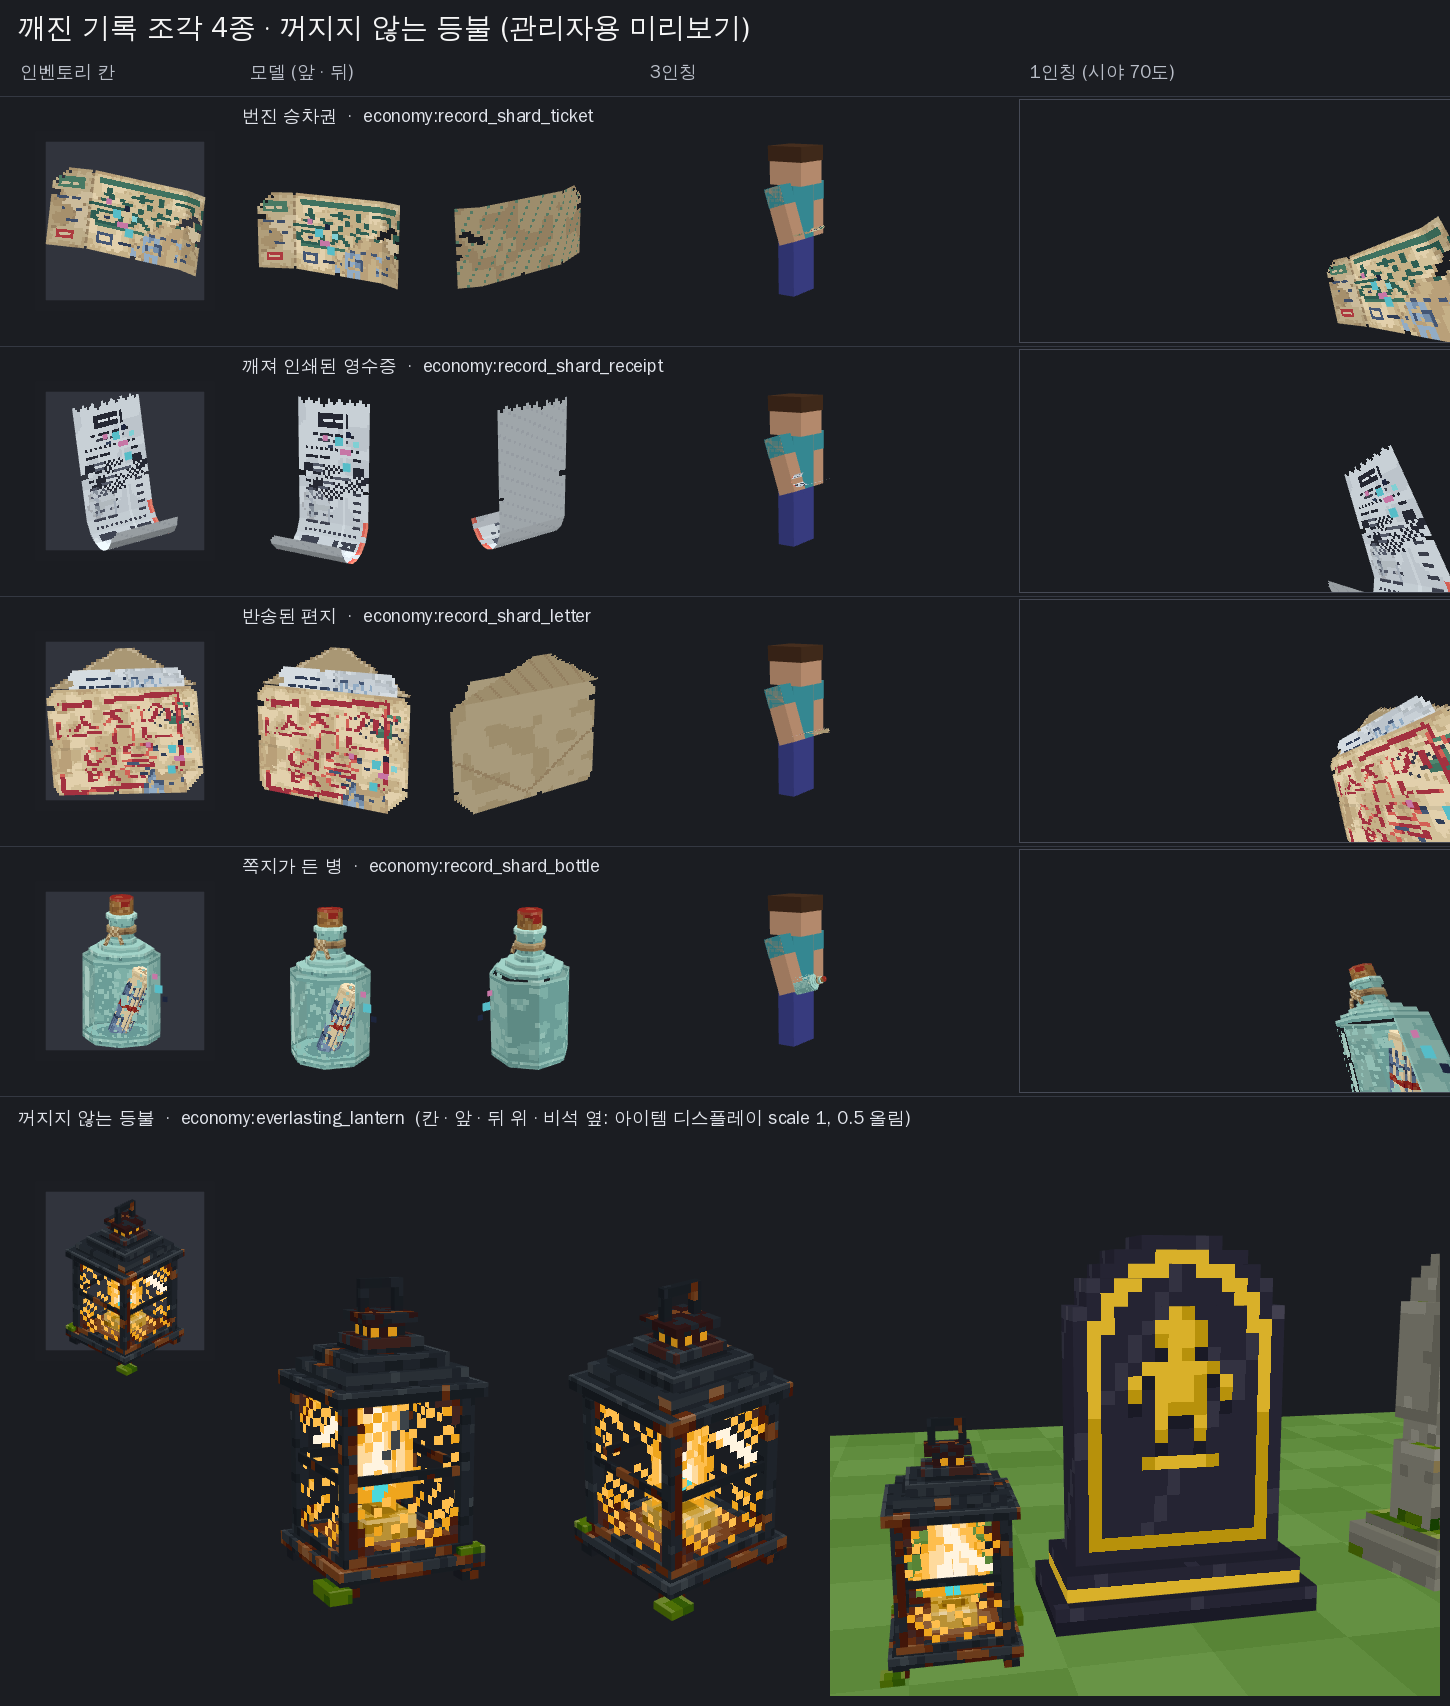 깨진 기록 조각 4종 · 꺼지지 않는 등불 (관리자용 미리보기)
인벤토리 칸
모델 (앞 · 뒤)
3인칭
1인칭 (시야 70도)
번진 승차권 · economy:record_shard_ticket
깨져 인쇄된 영수증 · economy:record_shard_receipt
반송된 편지 · economy:record_shard_letter
쪽지가 든 병 · economy:record_shard_bottle
꺼지지 않는 등불 · economy:everlasting_lantern (칸 · 앞 · 뒤 위 · 비석 옆: 아이템 디스플레이 scale 1, 0.5 올림)